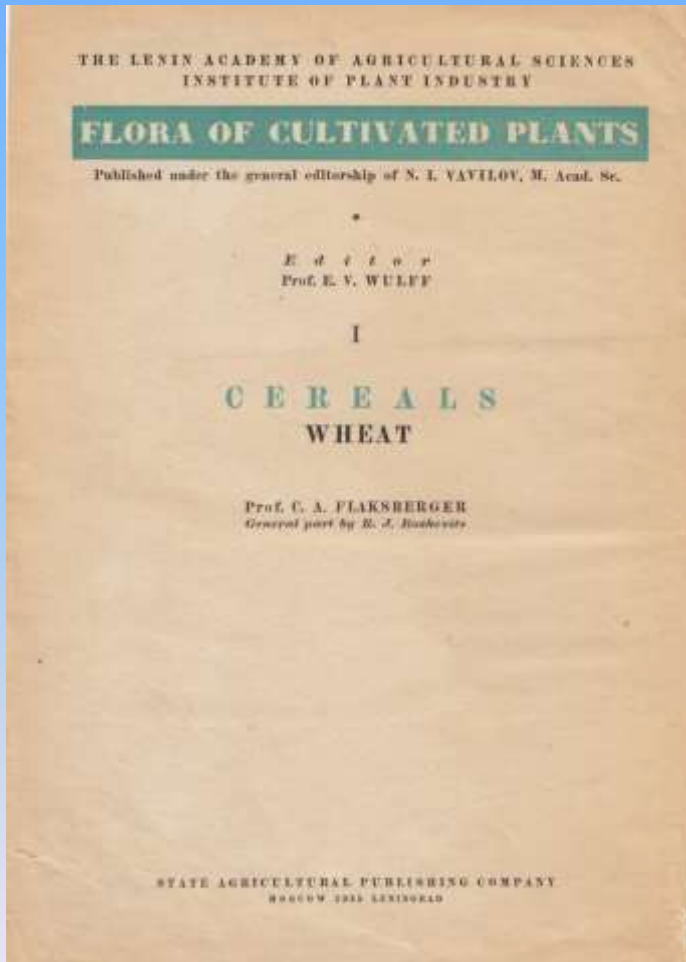 THE LENIN ACADEMY OF AGRICULTURAL SCIENCES
INSTITUTE OF PLANT INDUSTRY
FLORA OF CULTIVATED PLANTS
Published under the general editorship of N. I. VAVILOV, M. Acad. Sc.
*
Editor
Prof. E. V. WULFF
I
CEREALS
WHEAT
Prof. C. A. FLAKSBERGER
General part by R. J. Roshevits
STATE AGRICULTURAL PUBLISHING COMPANY
MOSCOW 1935 LENINGRAD